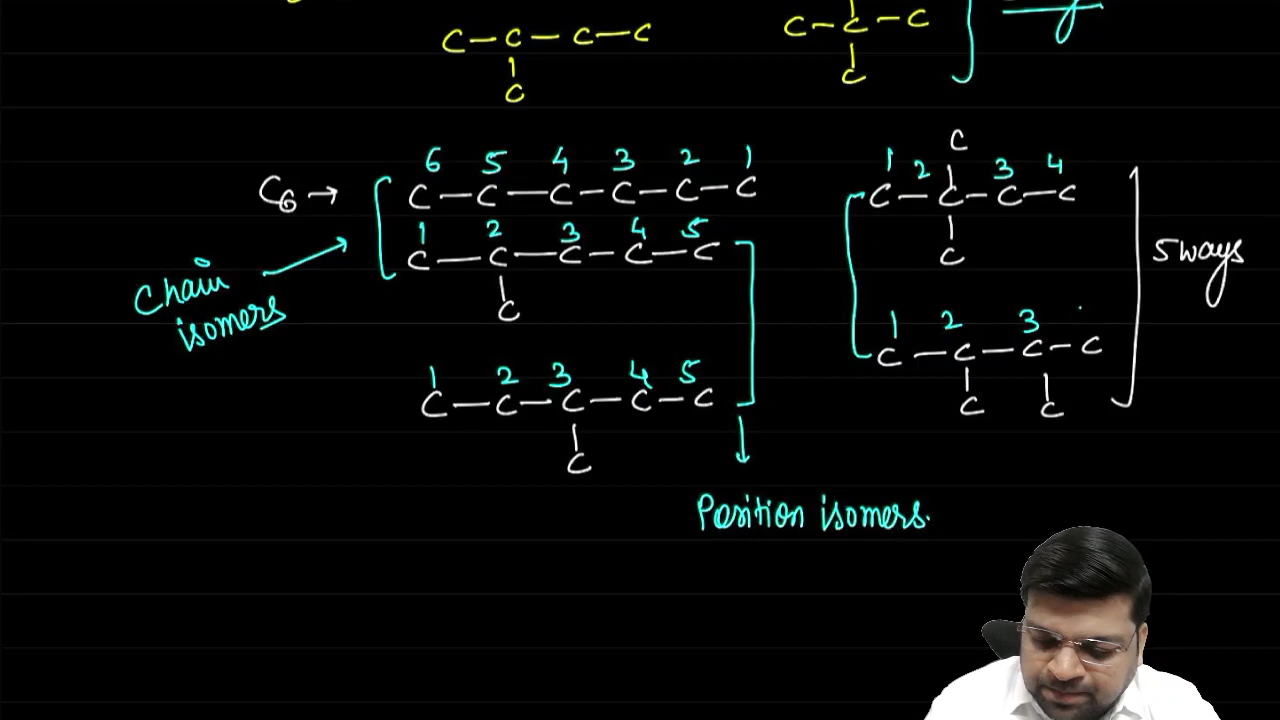 C—C—C—C
C
C—C—C
C
C
6 5 4 3 2 1
C6 → C—C—C—C—C—C
1 2 3 4 5
C—C—C—C—C
C
Chain
isomers
1 2 3 4 5
C—C—C—C—C
C
Position isomers.
C
1 2 3 4
C—C—C—C
C
5 ways
1 2 3
C—C—C—C
C C